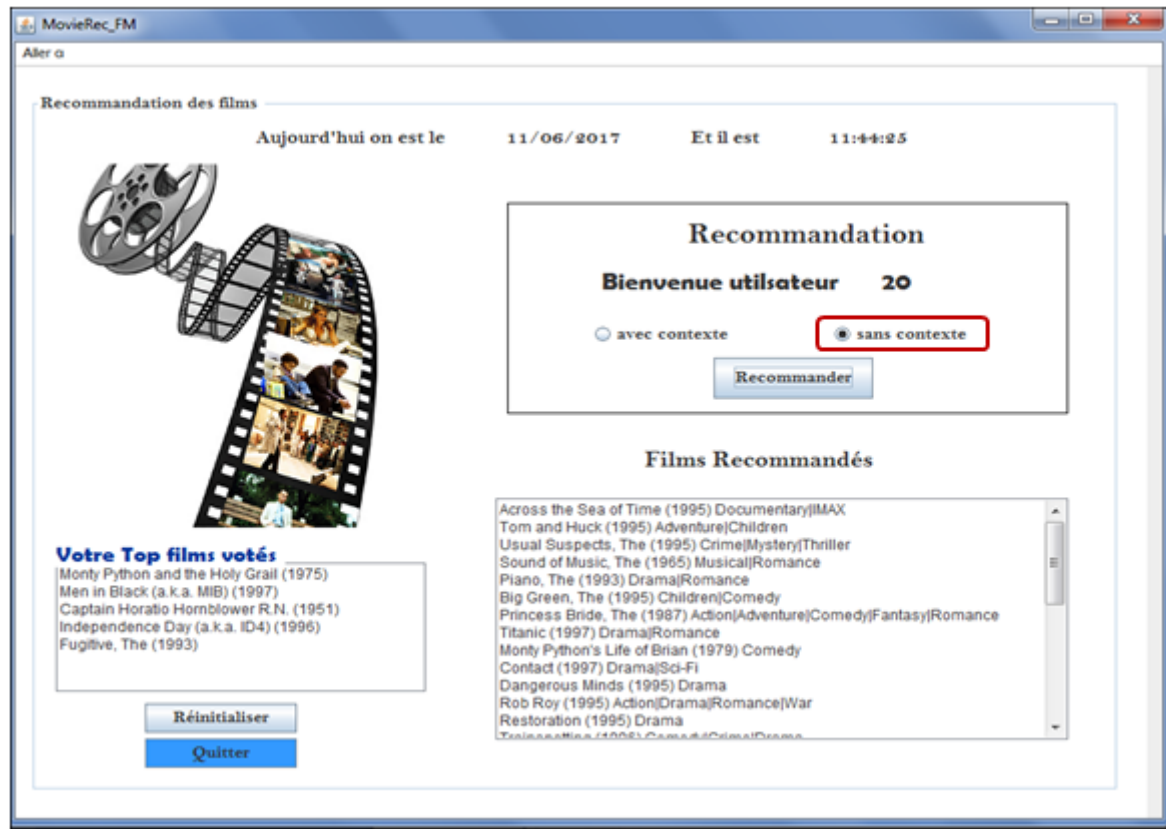 MovieRec_FM
Aller a
Recommandation des films
Aujourd'hui on est le 11/06/2017 Et il est 11:44:25
Recommandation
Bienvenue utilsateur 20
avec contexte sans contexte
Recommander
Films Recommandés
Across the Sea of Time (1995) Documentary|IMAX
Tom and Huck (1995) Adventure|Children
Usual Suspects, The (1995) Crime|Mystery|Thriller
Sound of Music, The (1965) Musical|Romance
Piano, The (1993) Drama|Romance
Big Green, The (1995) Children|Comedy
Princess Bride, The (1987) Action|Adventure|Comedy|Fantasy|Romance
Titanic (1997) Drama|Romance
Monty Python's Life of Brian (1979) Comedy
Contact (1997) Drama|Sci-Fi
Dangerous Minds (1995) Drama
Rob Roy (1995) Action|Drama|Romance|War
Restoration (1995) Drama
Trainspotting (1996) Comedy|Crime|Drama
Votre Top films votés
Monty Python and the Holy Grail (1975)
Men in Black (a.k.a. MIB) (1997)
Captain Horatio Hornblower R.N. (1951)
Independence Day (a.k.a. ID4) (1996)
Fugitive, The (1993)
Réinitialiser
Quitter